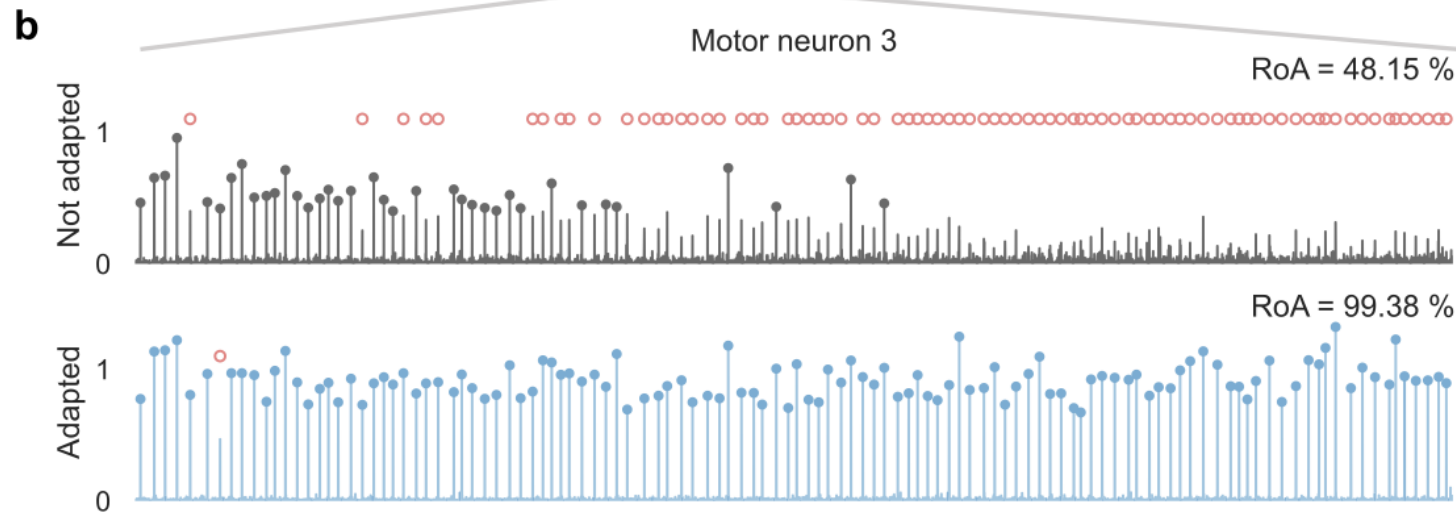 b
Motor neuron 3
RoA = 48.15 %
Not adapted
1
0
RoA = 99.38 %
Adapted
1
0